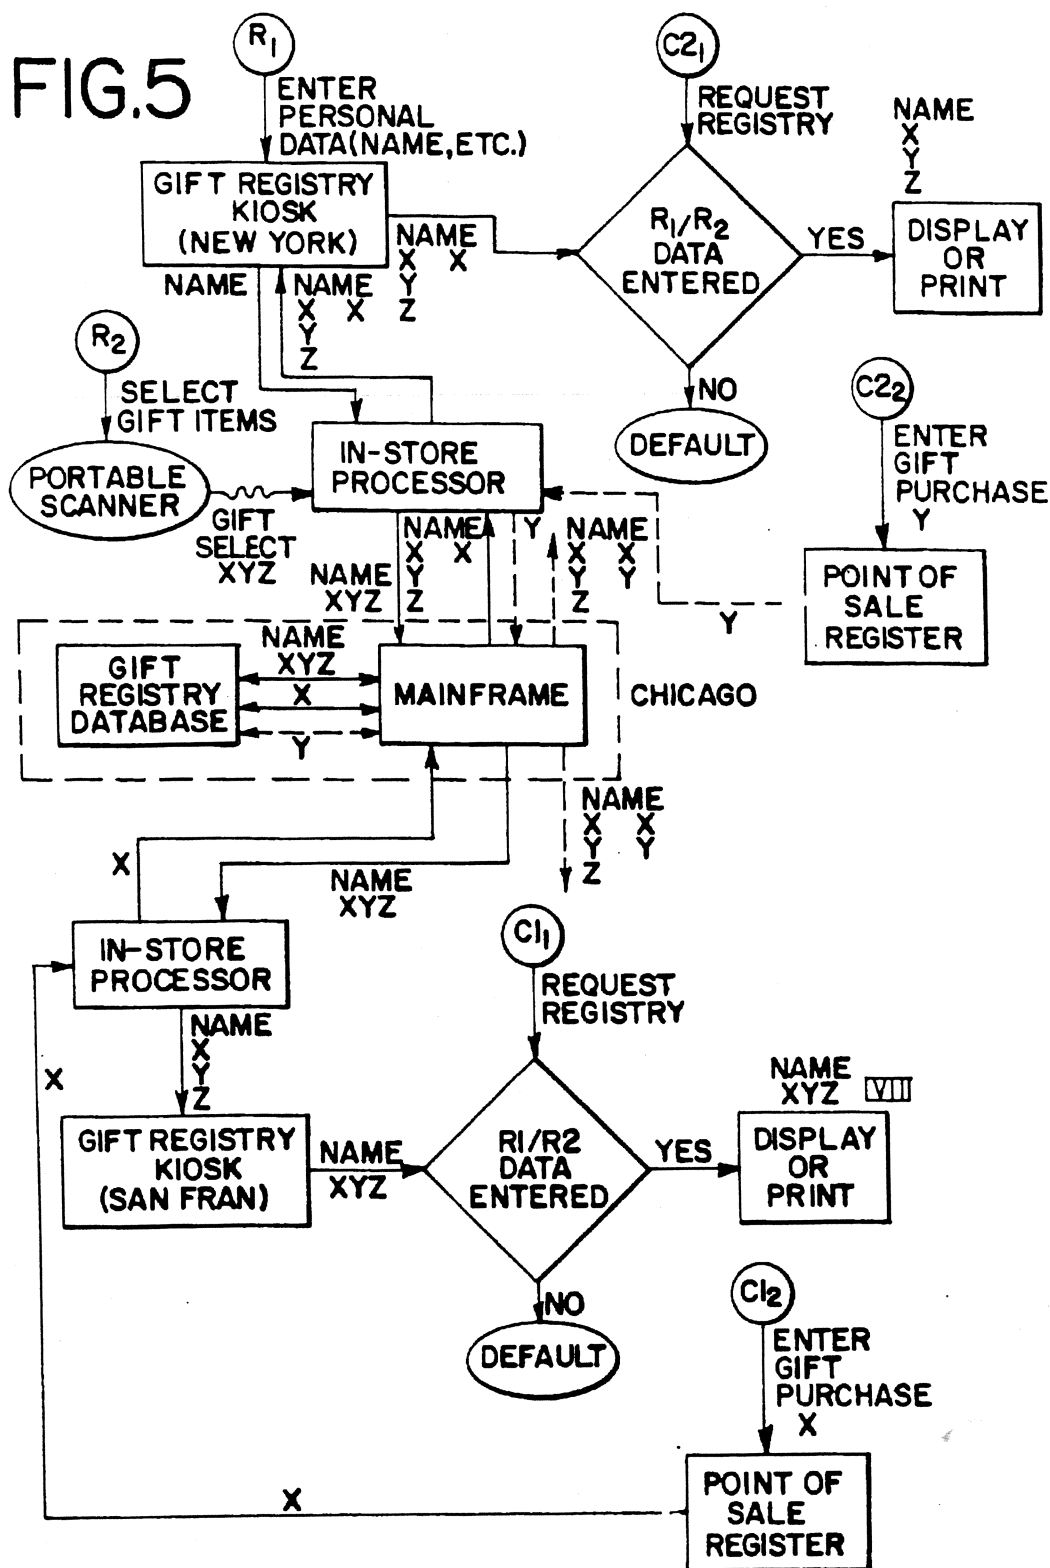 FIG.5
R1
ENTER
PERSONAL
DATA(NAME,ETC.)
GIFT REGISTRY
KIOSK
(NEW YORK)
NAME
X X
Y
Z
C21
REQUEST
REGISTRY
R1/R2
DATA
ENTERED
YES
NAME
X
Y
Z
DISPLAY
OR
PRINT
NO
DEFAULT
NAME
NAME
X X
Y
Z
R2
SELECT
GIFT ITEMS
PORTABLE
SCANNER
GIFT
SELECT
XYZ
IN-STORE
PROCESSOR
C22
ENTER
GIFT
PURCHASE
Y
POINT OF
SALE
REGISTER
Y
NAME
XYZ
NAME
X X
Y
Z
Y
NAME
X X
Y Y
Z
GIFT
REGISTRY
DATABASE
NAME
XYZ
X
Y
MAINFRAME
CHICAGO
NAME
X X
Y Y
Z
X
NAME
XYZ
IN-STORE
PROCESSOR
NAME
X
Y
Z
X
GIFT REGISTRY
KIOSK
(SAN FRAN)
NAME
XYZ
C11
REQUEST
REGISTRY
R1/R2
DATA
ENTERED
YES
NAME
XYZ VII
DISPLAY
OR
PRINT
NO
DEFAULT
C12
ENTER
GIFT
PURCHASE
X
POINT OF
SALE
REGISTER
X